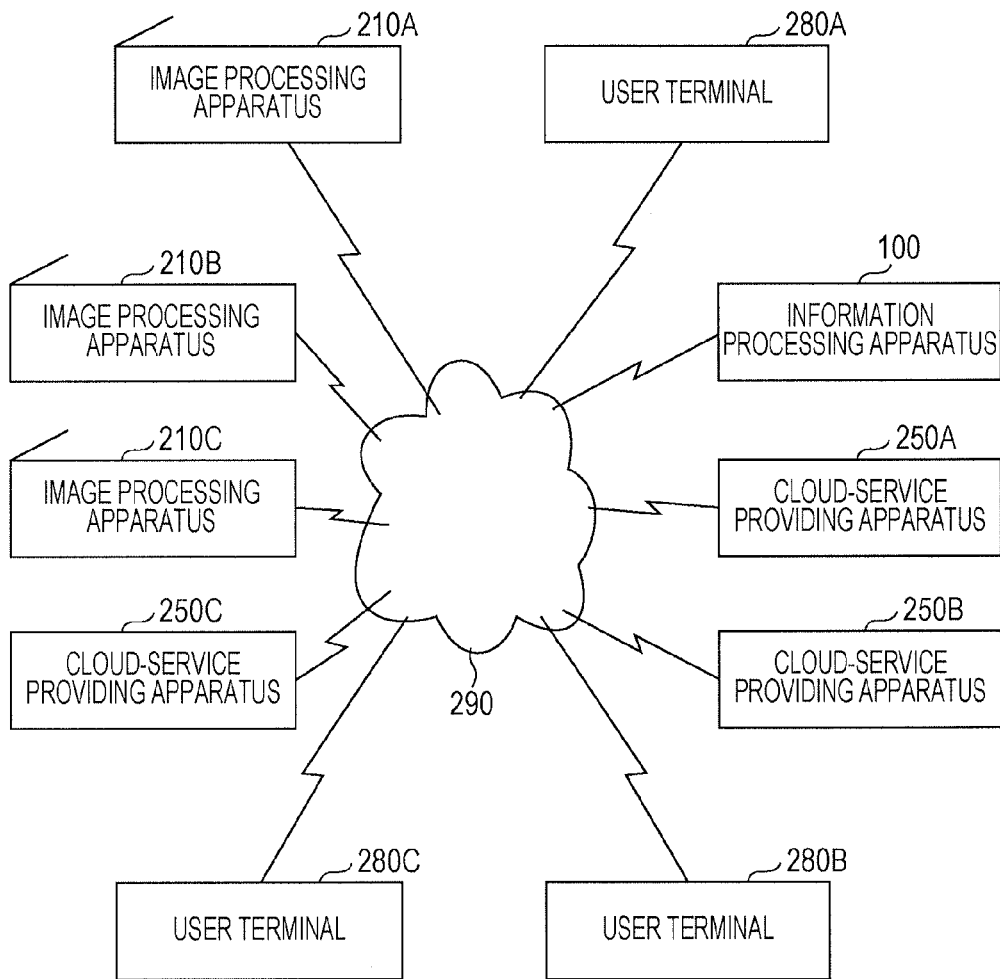 210A
IMAGE PROCESSING
APPARATUS
280A
USER TERMINAL
210B
IMAGE PROCESSING
APPARATUS
100
INFORMATION
PROCESSING APPARATUS
210C
IMAGE PROCESSING
APPARATUS
250A
CLOUD-SERVICE
PROVIDING APPARATUS
250C
CLOUD-SERVICE
PROVIDING APPARATUS
250B
CLOUD-SERVICE
PROVIDING APPARATUS
290
280C
USER TERMINAL
280B
USER TERMINAL